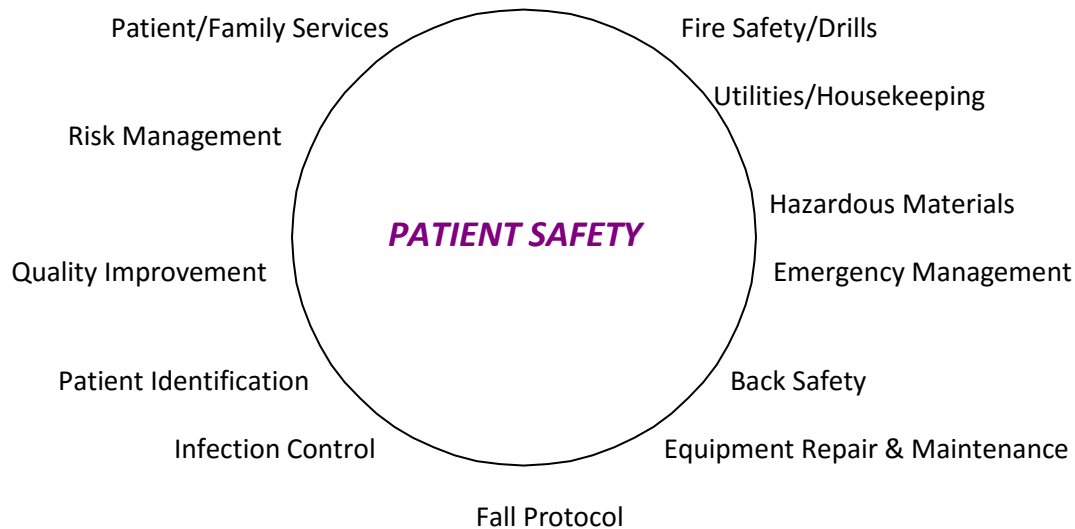 Patient/Family Services
Fire Safety/Drills
Utilities/Housekeeping
Risk Management
Hazardous Materials
PATIENT SAFETY
Quality Improvement
Emergency Management
Patient Identification
Back Safety
Infection Control
Equipment Repair & Maintenance
Fall Protocol